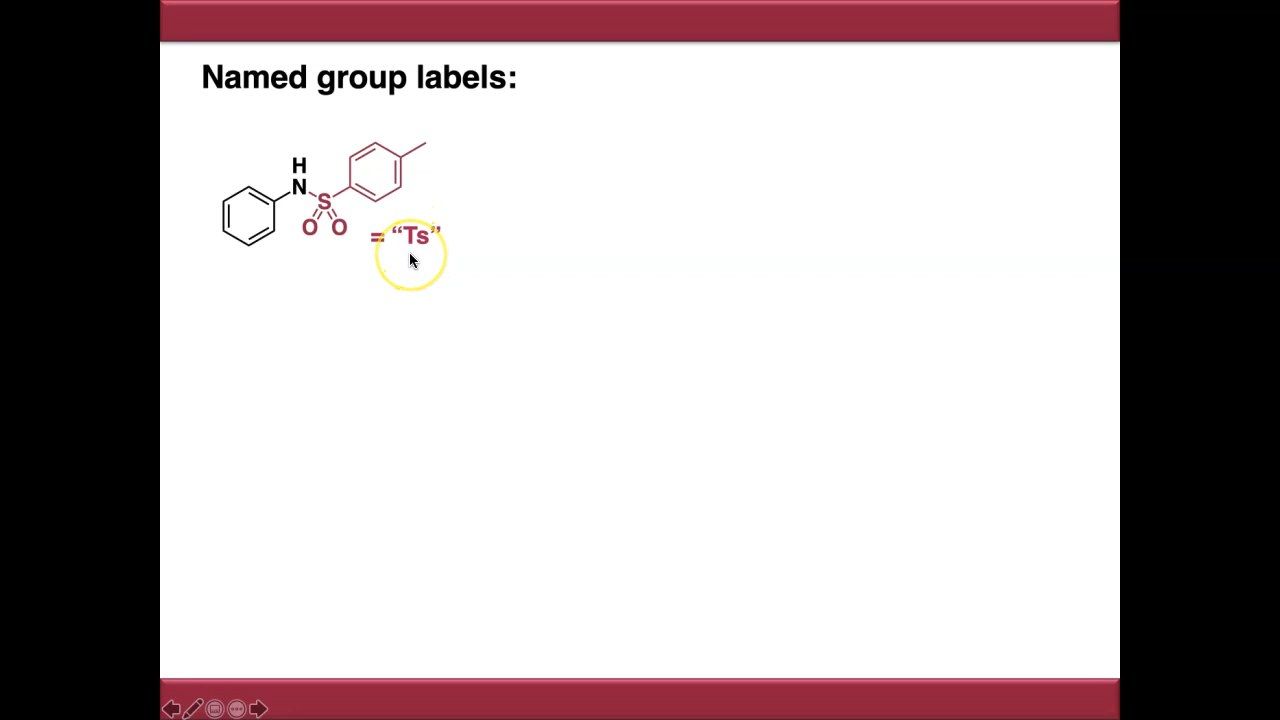 Named group labels:
H
N
S
O O
= “Ts”